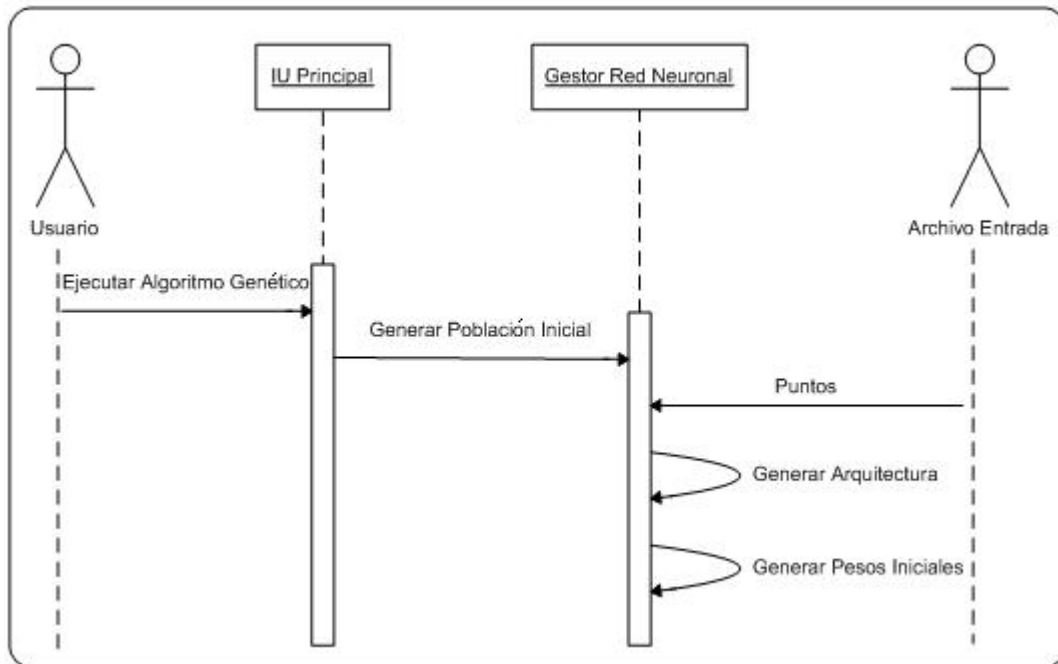 IU Principal
Gestor Red Neuronal
Usuario
Archivo Entrada
Ejecutar Algoritmo Genético
Generar Población Inicial
Puntos
Generar Arquitectura
Generar Pesos Iniciales